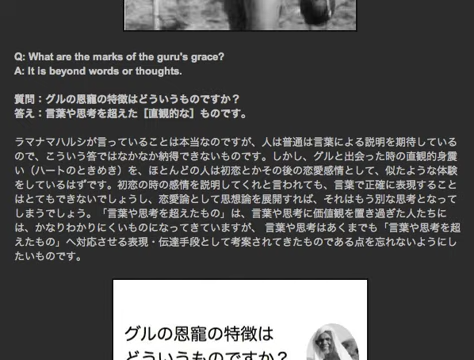 Q: What are the marks of the guru's grace?
A: It is beyond words or thoughts.
質問：グルの恩寵の特徴はどういうものですか？
答え：言葉や思考を超えた［直観的な］ものです。
ラマナマハルシが言っていることは本当なのですが、人は普通は言葉による説明を期待している
ので、こういう答ではなかなか納得できないものです。しかし、グルと出会った時の直観的身震
い（ハートのときめき）を、ほとんどの人は初恋とかその後の恋愛感情として、似たような体験
をしているはずです。初恋の時の感情を説明してくれと言われても、言葉で正確に表現すること
はとてもできないでしょうし、恋愛論として思想論を展開すれば、それはもう別な思考となって
しまうでしょう。「言葉や思考を超えたもの」は、言葉や思考に価値観を置き過ぎた人たちに
は、かなりわかりにくいものになってきていますが、 言葉や思考はあくまでも「言葉や思考を超
えたもの」へ対応させる表現・伝達手段として考案されてきたものである点を忘れないようにし
たいものです。
グルの恩寵の特徴は
どういうものですか？